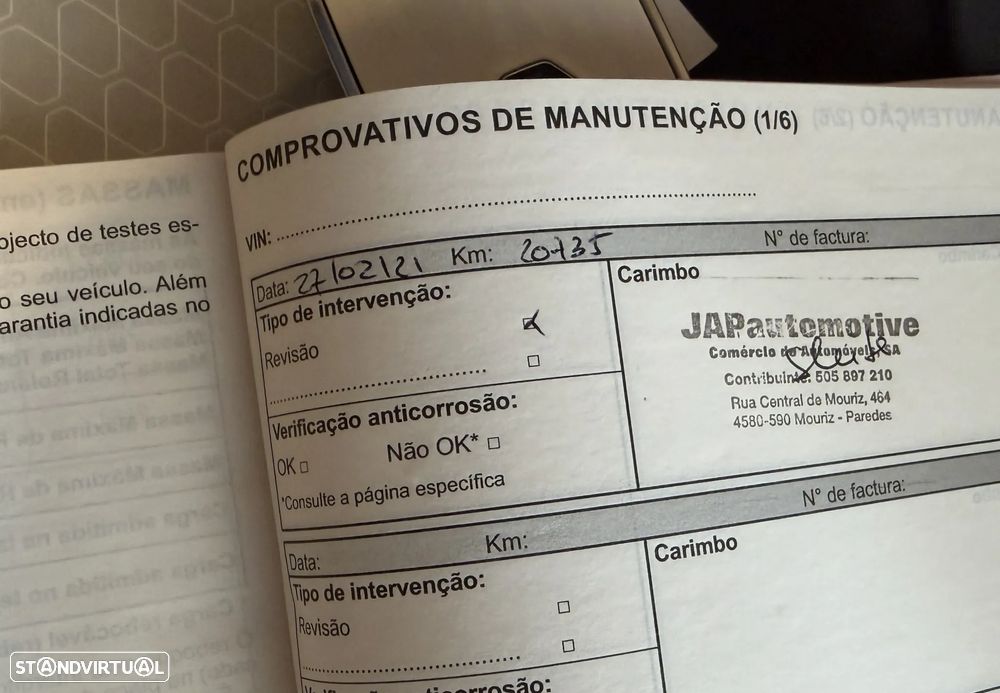 ojecto de testes es-
o seu veículo. Além
arantia indicadas no
COMPROVATIVOS DE MANUTENÇÃO (1/6)
VIN:
Data: 27/02/21 Km: 20735 N° de factura:
Tipo de intervenção:
Revisão
Verificação anticorrosão:
OK □ Não OK* □
*Consulte a página específica
Carimbo
JAPautomotive
Comércio de Automóveis, SA
Contribuinte: 505 897 210
Rua Central de Mouriz, 464
4580-590 Mouriz - Paredes
Data: Km: N° de factura:
Tipo de intervenção:
Revisão
Carimbo
Verificação anticorrosão:
STANDVIRTUAL